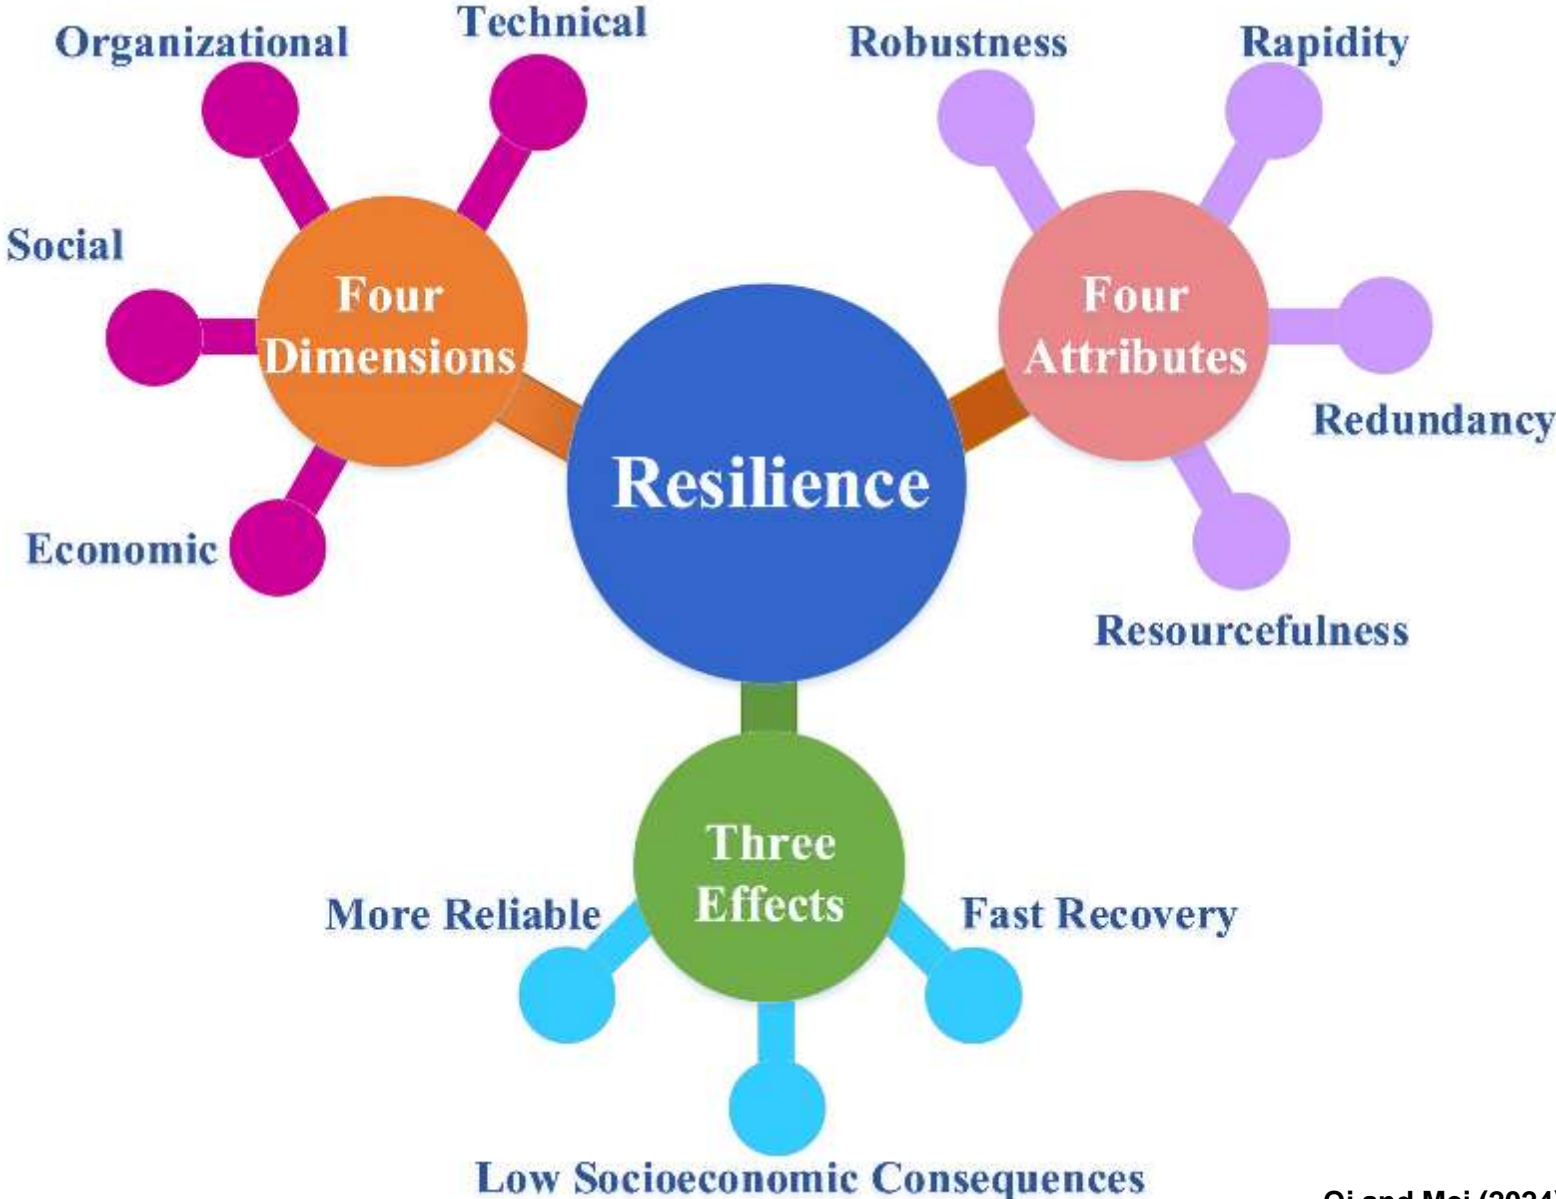 Technical
Organizational
Robustness
Rapidity
Social
Four
Dimensions
Four
Attributes
Redundancy
Resilience
Economic
Resourcefulness
Three
Effects
More Reliable
Fast Recovery
Low Socioeconomic Consequences